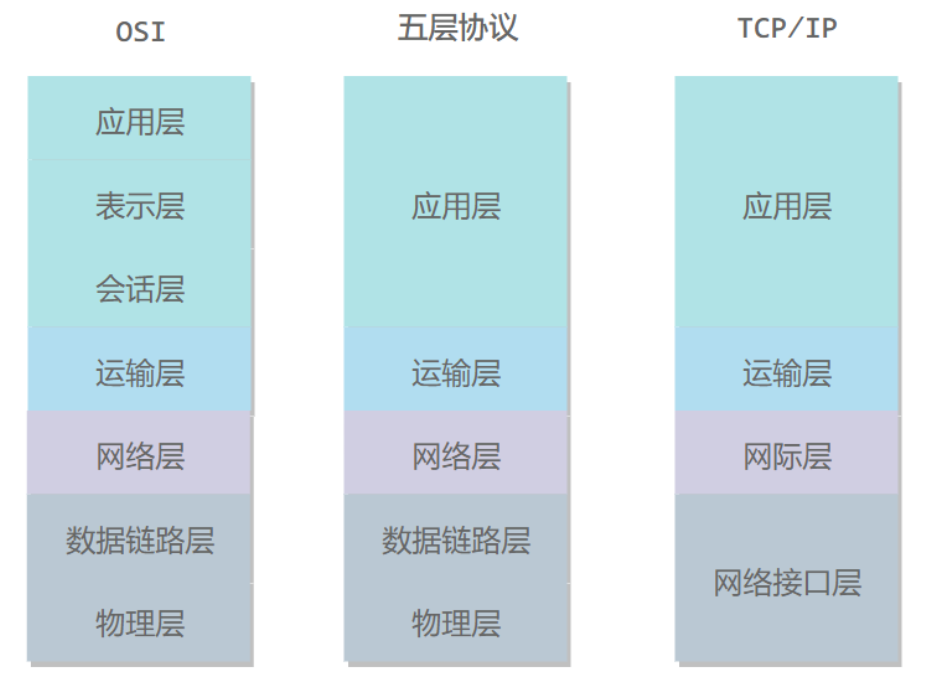 OSI
五层协议
TCP/IP
应用层
表示层
会话层
运输层
网络层
数据链路层
物理层
应用层
运输层
网络层
数据链路层
物理层
应用层
运输层
网际层
网络接口层